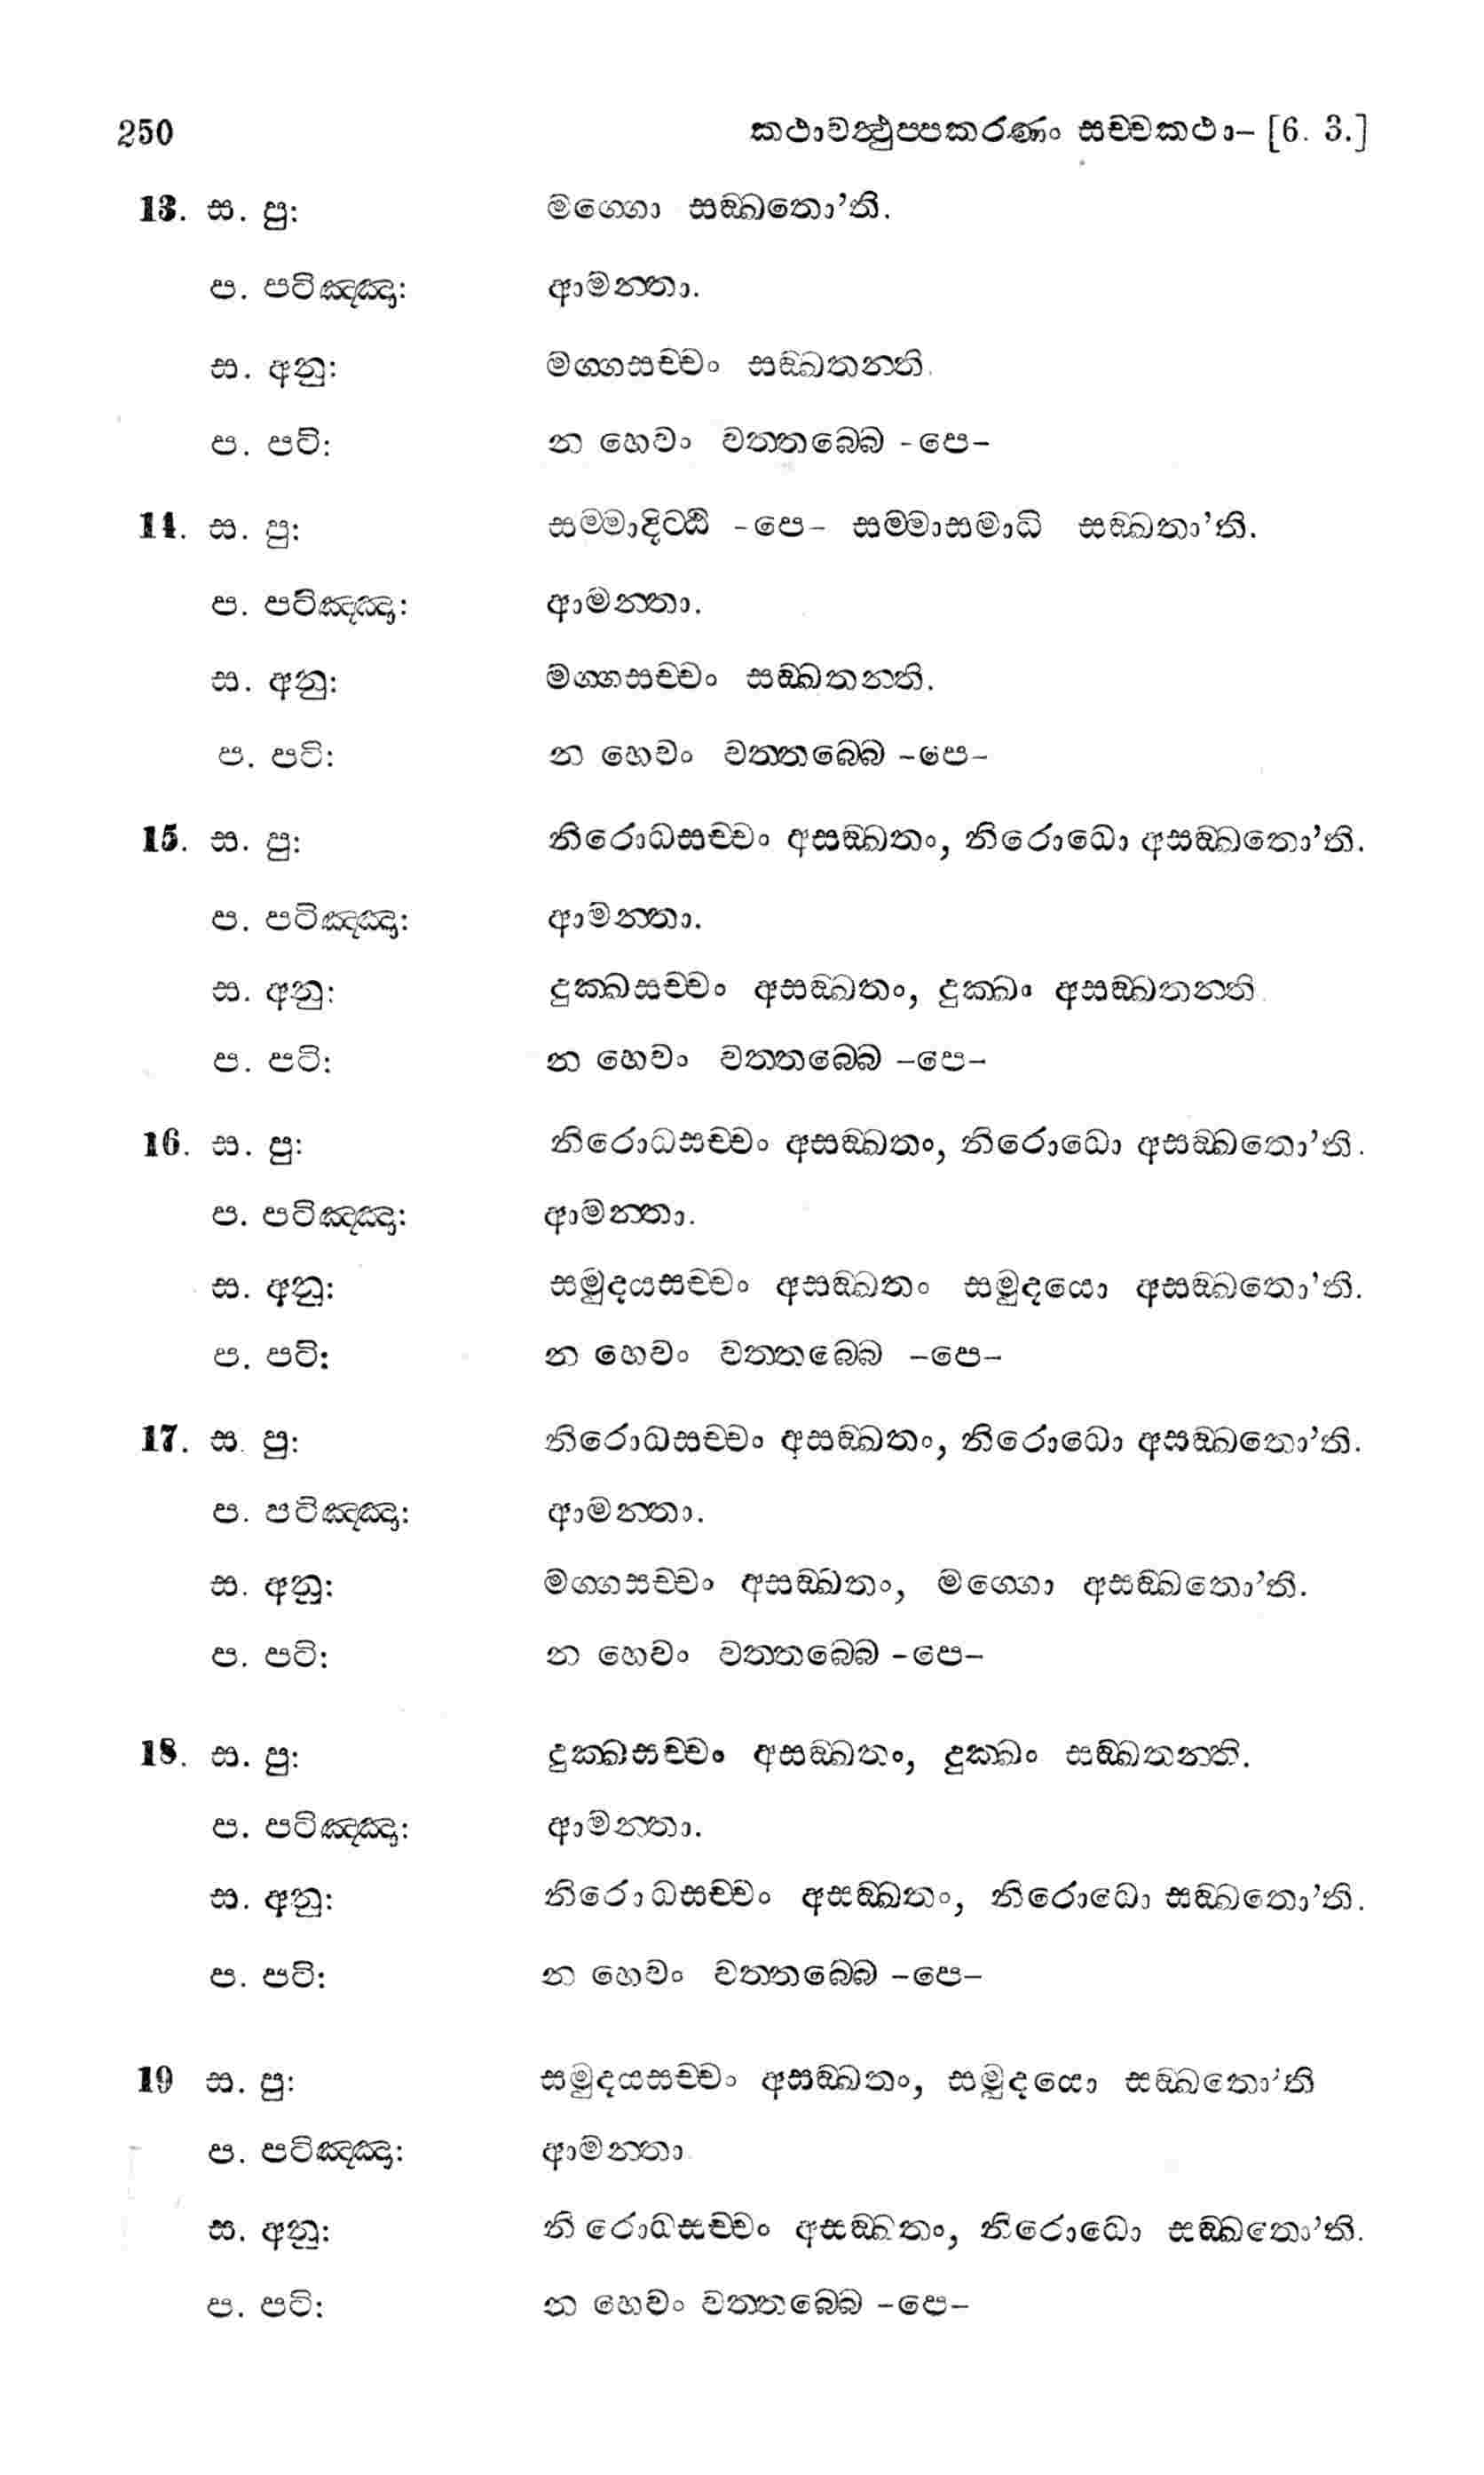 250 කථාවත්‍ථුප්පකරණං සච්චකථා– [6. 3.]
13. ස. පු: මග්ගො සඞ්ඛතො’ති.
ප. පටිඤ්ඤා: ආමන්තා.
ස. අනු: මග්ගසච්චං සඞ්ඛතන්ති.
ප. පටි: න හෙවං වත්තබ්බෙ -පෙ-
14. ස. පු: සම්මාදිට්ඨි -පෙ- සම්මාසමාධි සඞ්ඛතා’ති.
ප. පටිඤ්ඤා: ආමන්තා.
ස. අනු: මග්ගසච්චං සඞ්ඛතන්ති.
ප. පටි: න හෙවං වත්තබ්බෙ -පෙ-
15. ස. පු: නිරොධසච්චං අසඞ්ඛතං, නිරොධො අසඞ්ඛතො’ති.
ප. පටිඤ්ඤා: ආමන්තා.
ස. අනු: දුක්ඛසච්චං අසඞ්ඛතං, දුක්ඛං අසඞ්ඛතන්ති.
ප. පටි: න හෙවං වත්තබ්බෙ -පෙ-
16. ස. පු: නිරොධසච්චං අසඞ්ඛතං, නිරොධො අසඞ්ඛතො’ති.
ප. පටිඤ්ඤා: ආමන්තා.
ස. අනු: සමුදයසච්චං අසඞ්ඛතං සමුදයො අසඞ්ඛතො’ති.
ප. පටි: න හෙවං වත්තබ්බෙ -පෙ-
17. ස. පු: නිරොධසච්චං අසඞ්ඛතං, නිරොධො අසඞ්ඛතො’ති.
ප. පටිඤ්ඤා: ආමන්තා.
ස. අනු: මග්ගසච්චං අසඞ්ඛතං, මග්ගො අසඞ්ඛතො’ති.
ප. පටි: න හෙවං වත්තබ්බෙ -පෙ-
18. ස. පු: දුක්ඛසච්චං අසඞ්ඛතං, දුක්ඛං සඞ්ඛතන්ති.
ප. පටිඤ්ඤා: ආමන්තා.
ස. අනු: නිරොධසච්චං අසඞ්ඛතං, නිරොධො සඞ්ඛතො’ති.
ප. පටි: න හෙවං වත්තබ්බෙ -පෙ-
19 ස. පු: සමුදයසච්චං අසඞ්ඛතං, සමුදයො සඞ්ඛතො’ති
ප. පටිඤ්ඤා: ආමන්තා
ස. අනු: නිරොධසච්චං අසඞ්ඛතං, නිරොධො සඞ්ඛතො’ති.
ප. පටි: න හෙවං වත්තබ්බෙ -පෙ-